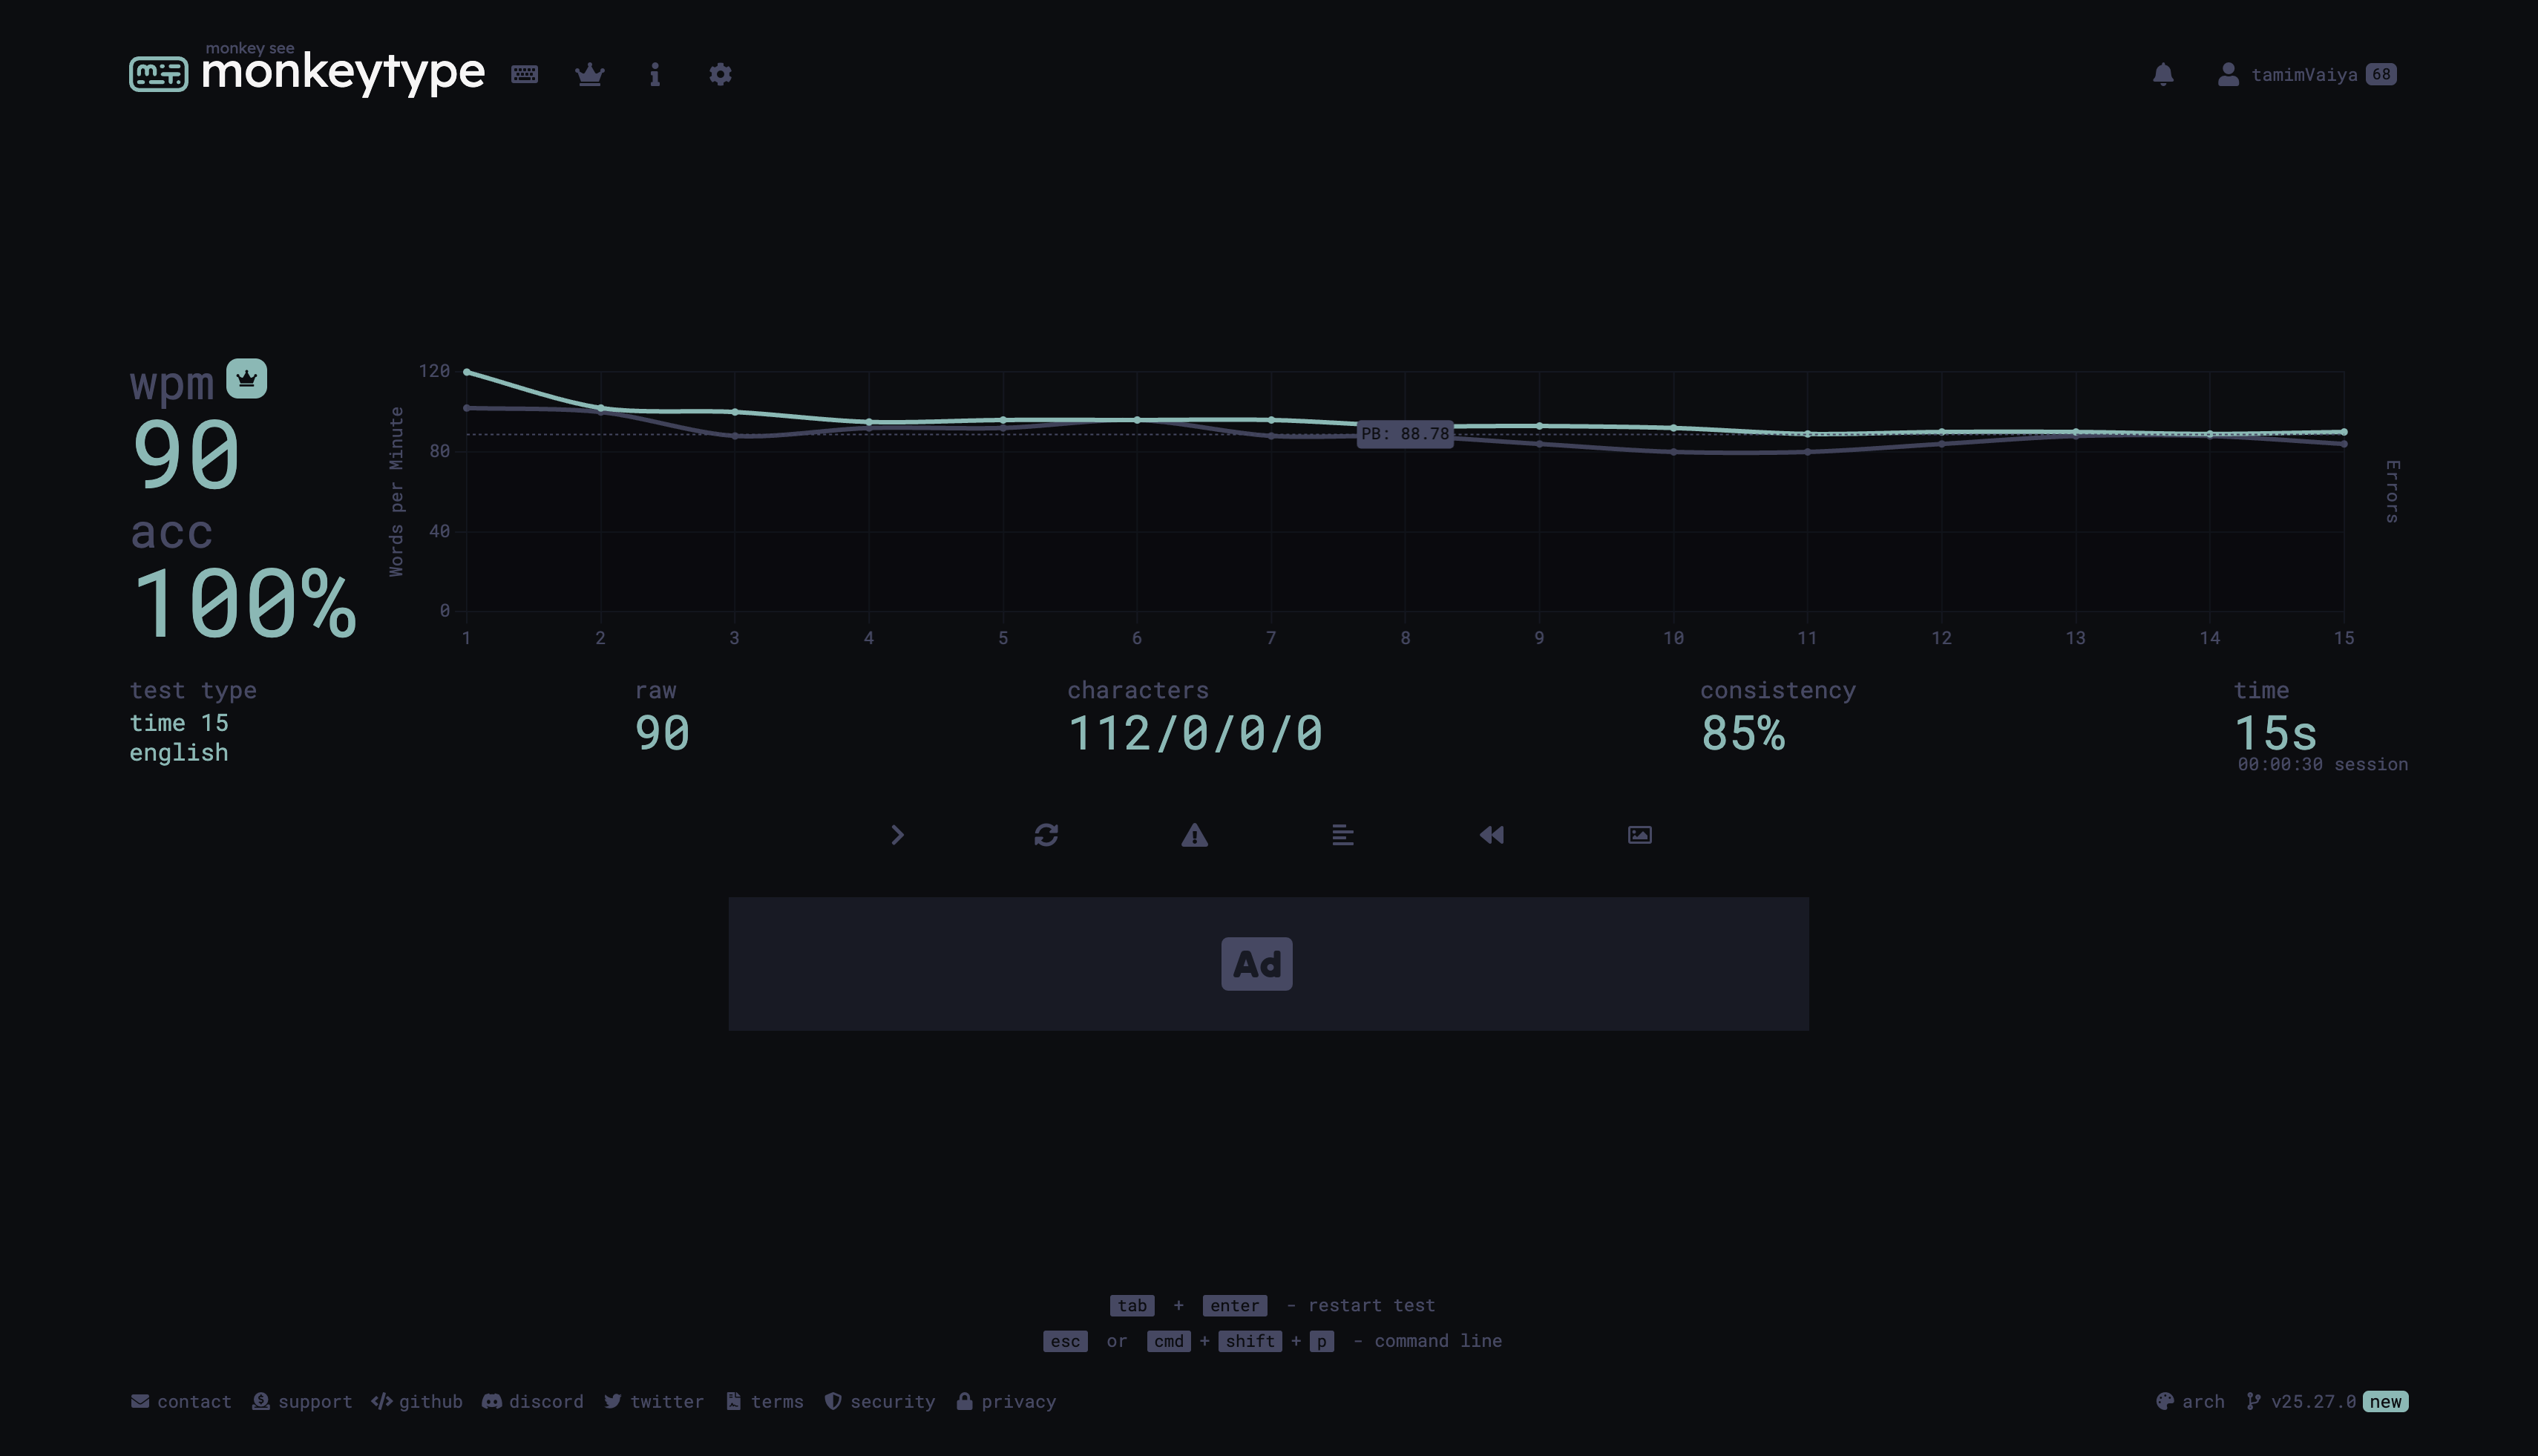 monkey see
monkeytype
tamimVaiya 68
wpm
90
acc
100%
Words per Minute
120
80
40
0
PB: 88.78
1 2 3 4 5 6 7 8 9 10 11 12 13 14 15
Errors
test type
time 15
english
raw
90
characters
112/0/0/0
consistency
85%
time
15s
00:00:30 session
Ad
tab + enter - restart test
esc or cmd + shift + p - command line
contact support github discord twitter terms security privacy
arch v25.27.0 new